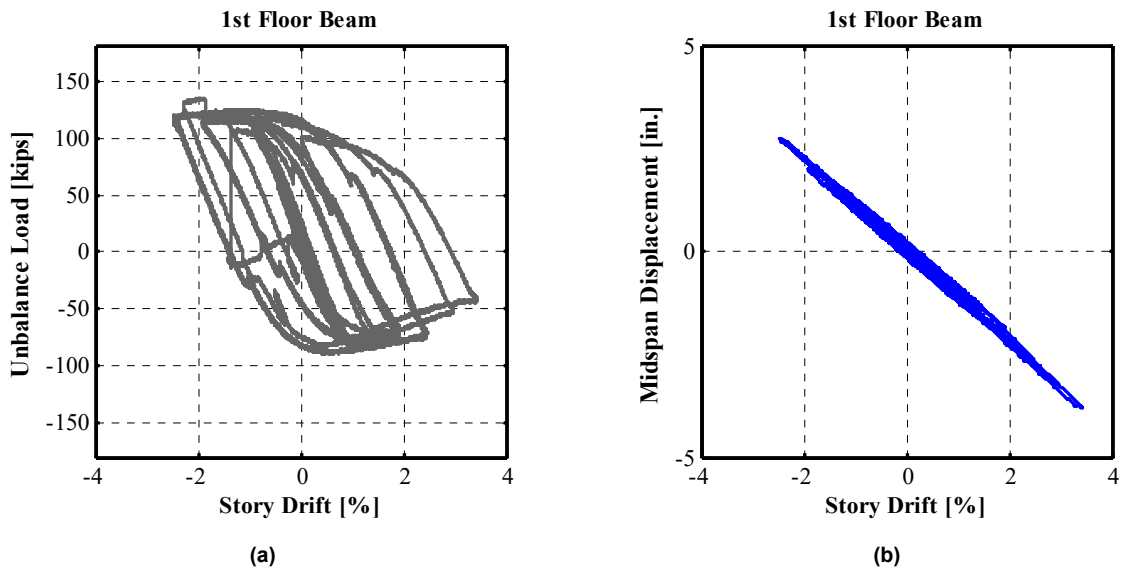 1st Floor Beam
Unbalance Load [kips]
150
100
50
0
-50
-100
-150
-4
-2
0
2
4
Story Drift [%]
(a)
1st Floor Beam
Midspan Displacement [in.]
5
0
-5
-4
-2
0
2
4
Story Drift [%]
(b)